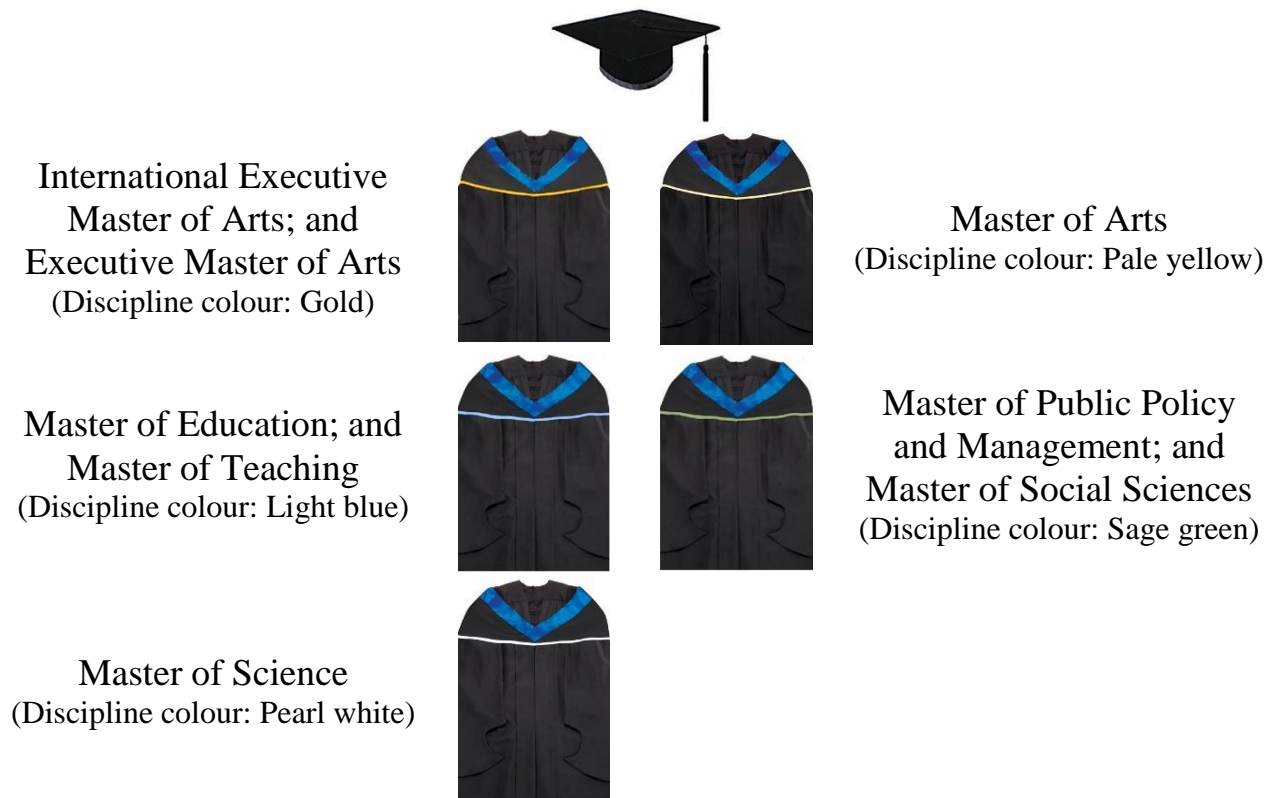 International Executive
Master of Arts; and
Executive Master of Arts
(Discipline colour: Gold)
Master of Arts
(Discipline colour: Pale yellow)
Master of Education; and
Master of Teaching
(Discipline colour: Light blue)
Master of Public Policy
and Management; and
Master of Social Sciences
(Discipline colour: Sage green)
Master of Science
(Discipline colour: Pearl white)